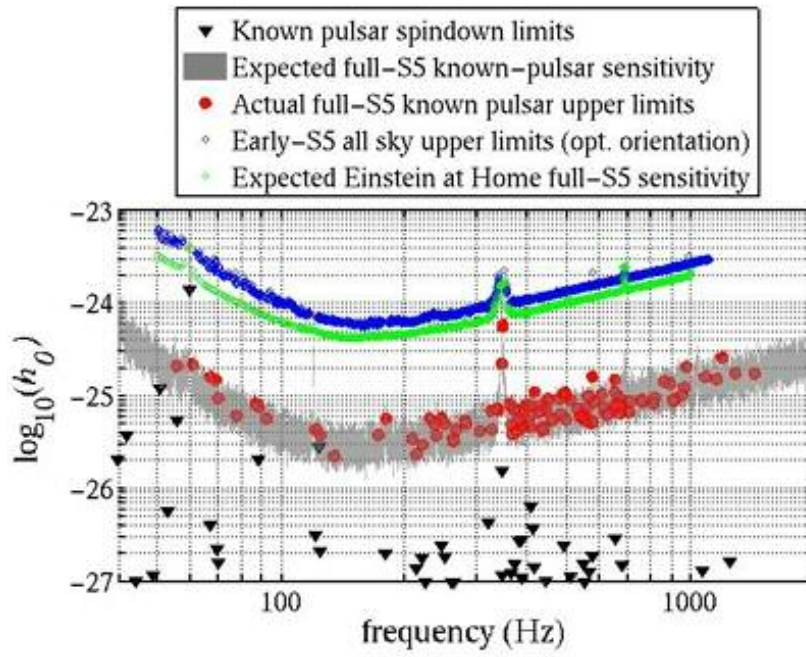 Known pulsar spindown limits
Expected full-S5 known-pulsar sensitivity
Actual full-S5 known pulsar upper limits
Early-S5 all sky upper limits (opt. orientation)
Expected Einstein at Home full-S5 sensitivity
-23
-24
-25
-26
-27
log10(h0)
100
1000
frequency (Hz)